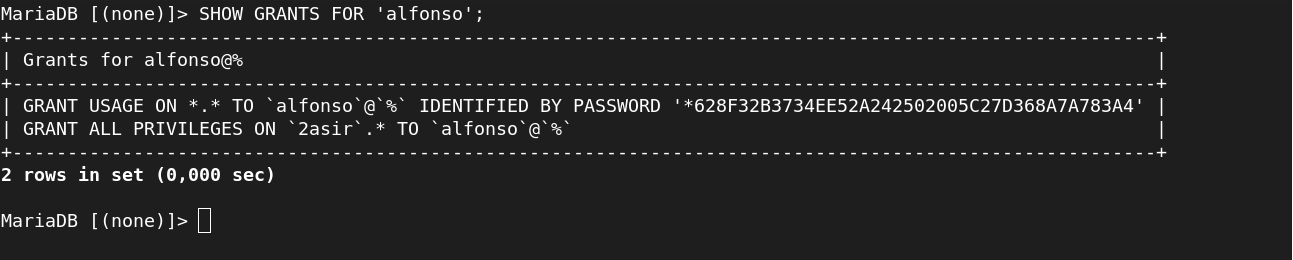 MariaDB [(none)]> SHOW GRANTS FOR 'alfonso';
+--------------------------------------------------------------------------------------------------------+
| Grants for alfonso@%                                                                                   |
+--------------------------------------------------------------------------------------------------------+
| GRANT USAGE ON *.* TO `alfonso`@`%` IDENTIFIED BY PASSWORD '*628F32B3734EE52A242502005C27D368A7A783A4' |
| GRANT ALL PRIVILEGES ON `2asir`.* TO `alfonso`@`%`                                                     |
+--------------------------------------------------------------------------------------------------------+
2 rows in set (0,000 sec)
MariaDB [(none)]>